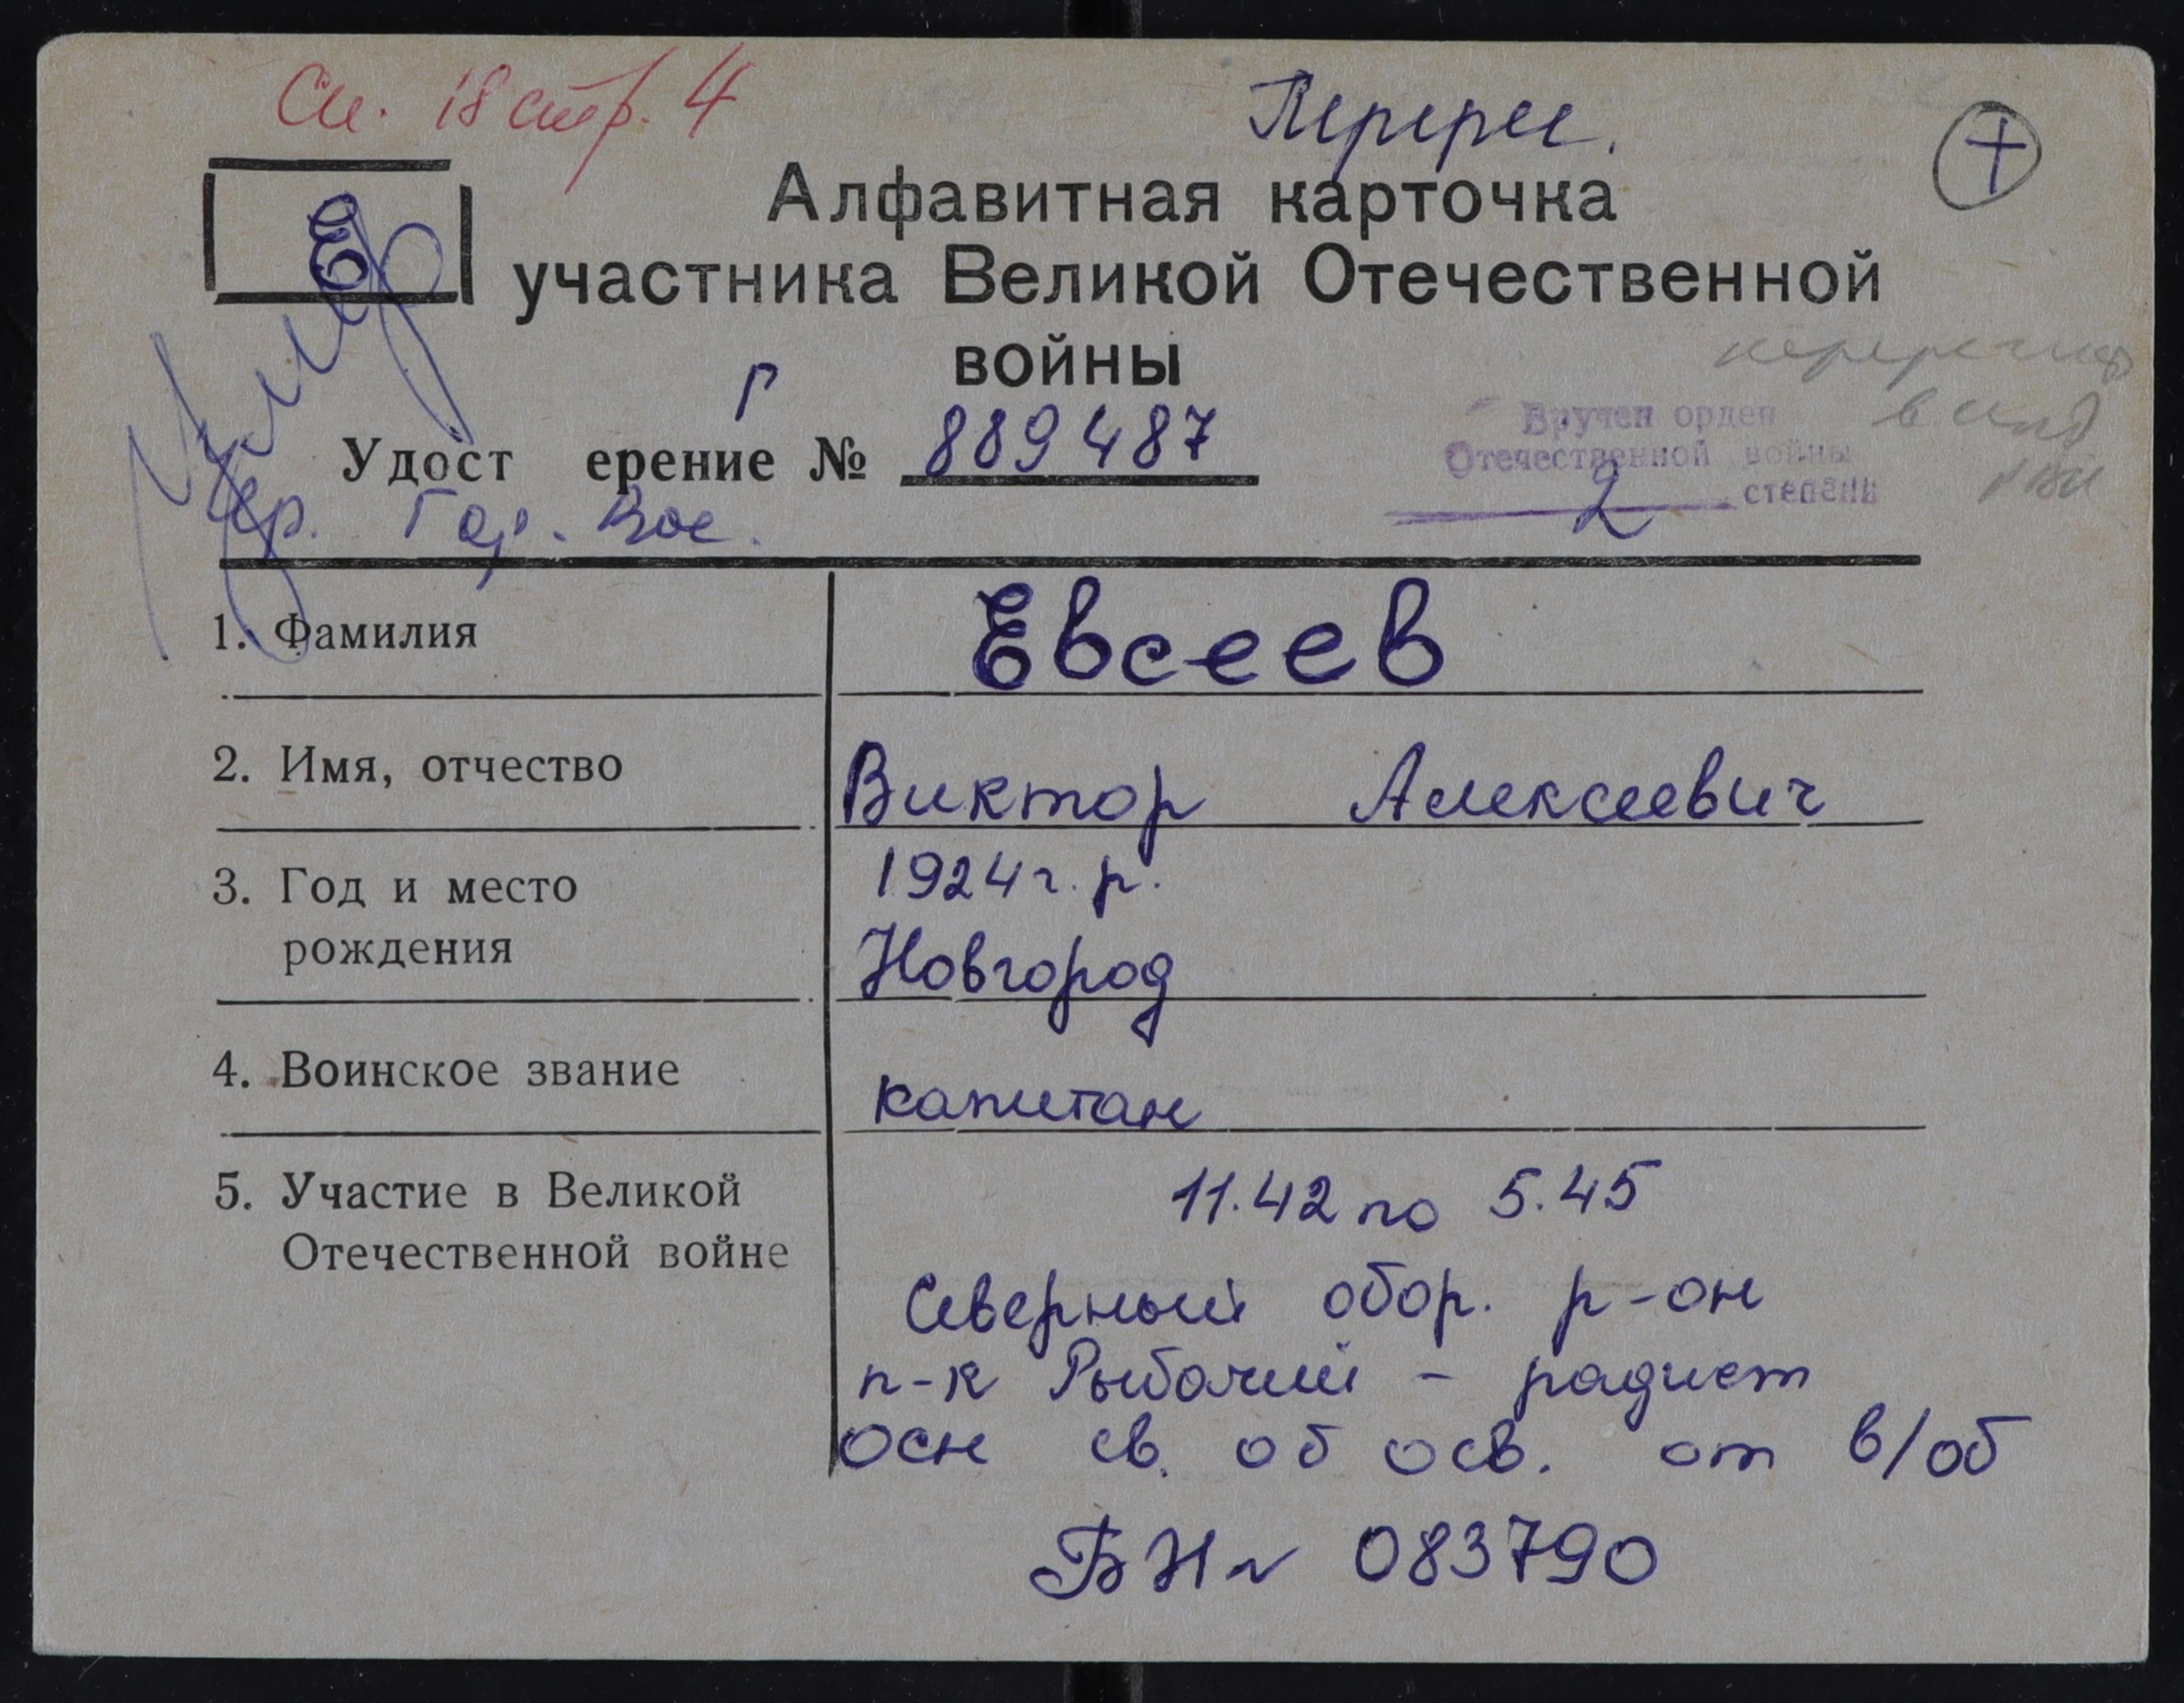 См. 18 стр. 4
Перерег.
Е
Умер
Алфавитная карточка
участника Великой Отечественной
войны
Г
Удост ерение № 889487
Вручен орден
Отечественной войны
2 степени
1. Фамилия Евсеев
2. Имя, отчество Виктор Алексеевич
3. Год и место 1924 г. р.
рождения Новгород
4. Воинское звание капитан
5. Участие в Великой 11.42 по 5.45
Отечественной войне
Северный обор. р-он
п-к Рыбачий - радист
осн св. об осв. от в/об
БН № 083790